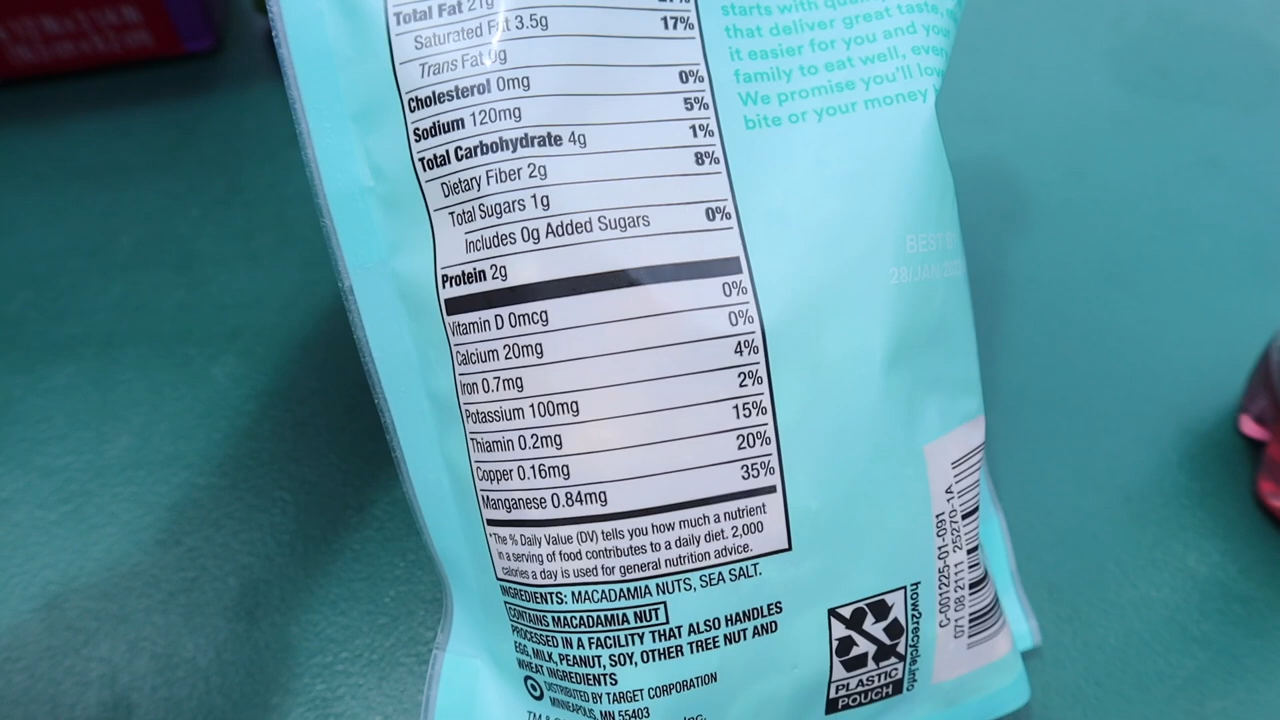 Total Fat 21g
Saturated Fat 3.5g 17%
Trans Fat 0g
Cholesterol 0mg 0%
Sodium 120mg 5%
Total Carbohydrate 4g 1%
Dietary Fiber 2g 8%
Total Sugars 1g
Includes 0g Added Sugars 0%
Protein 2g
Vitamin D 0mcg 0%
Calcium 20mg 0%
Iron 0.7mg 4%
Potassium 100mg 2%
Thiamin 0.2mg 15%
Copper 0.16mg 20%
Manganese 0.84mg 35%
*The % Daily Value (DV) tells you how much a nutrient
in a serving of food contributes to a daily diet. 2,000
calories a day is used for general nutrition advice.
INGREDIENTS: MACADAMIA NUTS, SEA SALT.
CONTAINS MACADAMIA NUT
PROCESSED IN A FACILITY THAT ALSO HANDLES
EGG, MILK, PEANUT, SOY, OTHER TREE NUT AND
WHEAT INGREDIENTS
DISTRIBUTED BY TARGET CORPORATION
MINNEAPOLIS, MN 55403
TM &
Inc.
starts with
that deliver great taste,
it easier for you and your
family to eat well, even
We promise you'll love
bite or your money
BEST BY
28/JAN/
C-001225-01-091
071 08 2111 25270-1A
how2recycle.info
PLASTIC
POUCH